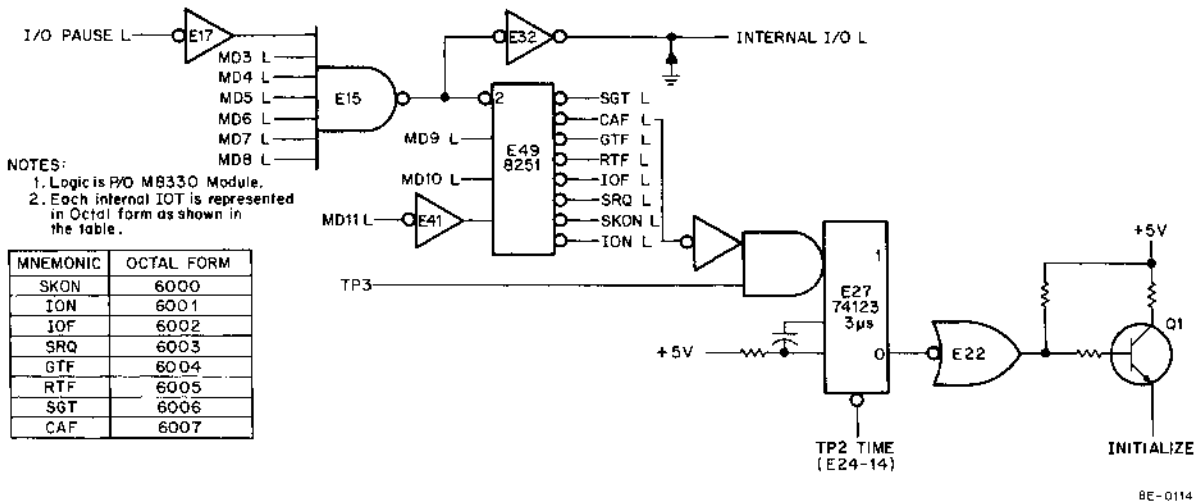 I/O PAUSE L
E17
MD3 L
MD4 L
MD5 L
MD6 L
MD7 L
MD8 L
E15
E32
INTERNAL I/O L
2
E49
8251
MD9 L
MD10 L
MD11 L
E41
SGT L
CAF L
GTF L
RTF L
IOF L
SRQ L
SKON L
ION L
NOTES:
1. Logic is P/O M8330 Module.
2. Each internal IOT is represented
in Octal form as shown in
the table.
MNEMONIC OCTAL FORM
SKON 6000
ION 6001
IOF 6002
SRQ 6003
GTF 6004
RTF 6005
SGT 6006
CAF 6007
TP3
+5V
1
E27
74123
3µs
0
TP2 TIME
(E24-14)
E22
+5V
Q1
INITIALIZE
8E-0114